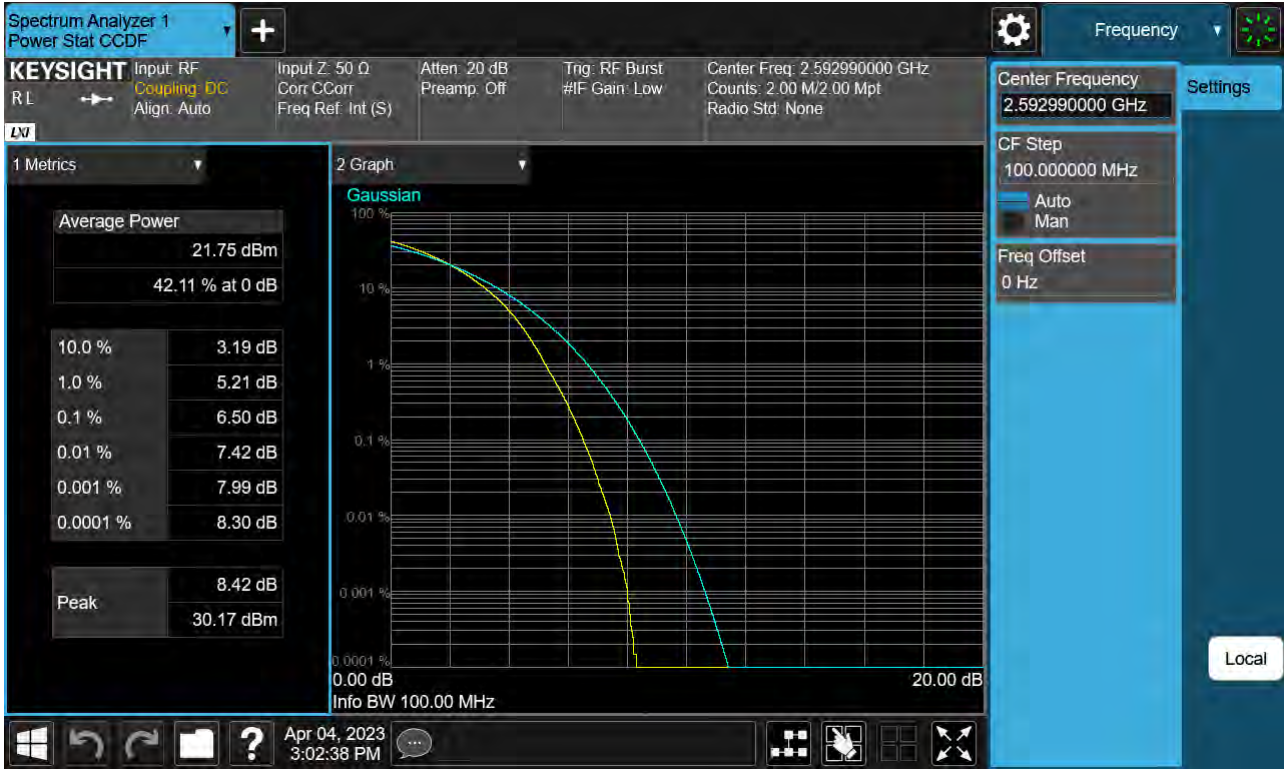 Spectrum Analyzer 1
Power Stat CCDF
+
Frequency
KEYSIGHT
R L
LXI
Input: RF
Coupling: DC
Align: Auto
Input Z: 50 Ω
Corr CCorr
Freq Ref: Int (S)
Atten: 20 dB
Preamp: Off
Trig: RF Burst
#IF Gain: Low
Center Freq: 2.592990000 GHz
Counts: 2.00 M/2.00 Mpt
Radio Std: None
Center Frequency
2.592990000 GHz
Settings
CF Step
100.000000 MHz
Auto
Man
Freq Offset
0 Hz
Local
1 Metrics
Average Power
21.75 dBm
42.11 % at 0 dB
10.0 % 3.19 dB
1.0 % 5.21 dB
0.1 % 6.50 dB
0.01 % 7.42 dB
0.001 % 7.99 dB
0.0001 % 8.30 dB
Peak
8.42 dB
30.17 dBm
2 Graph
Gaussian
100 %
10 %
1 %
0.1 %
0.01 %
0.001 %
0.0001 %
0.00 dB 20.00 dB
Info BW 100.00 MHz
?
Apr 04, 2023
3:02:38 PM